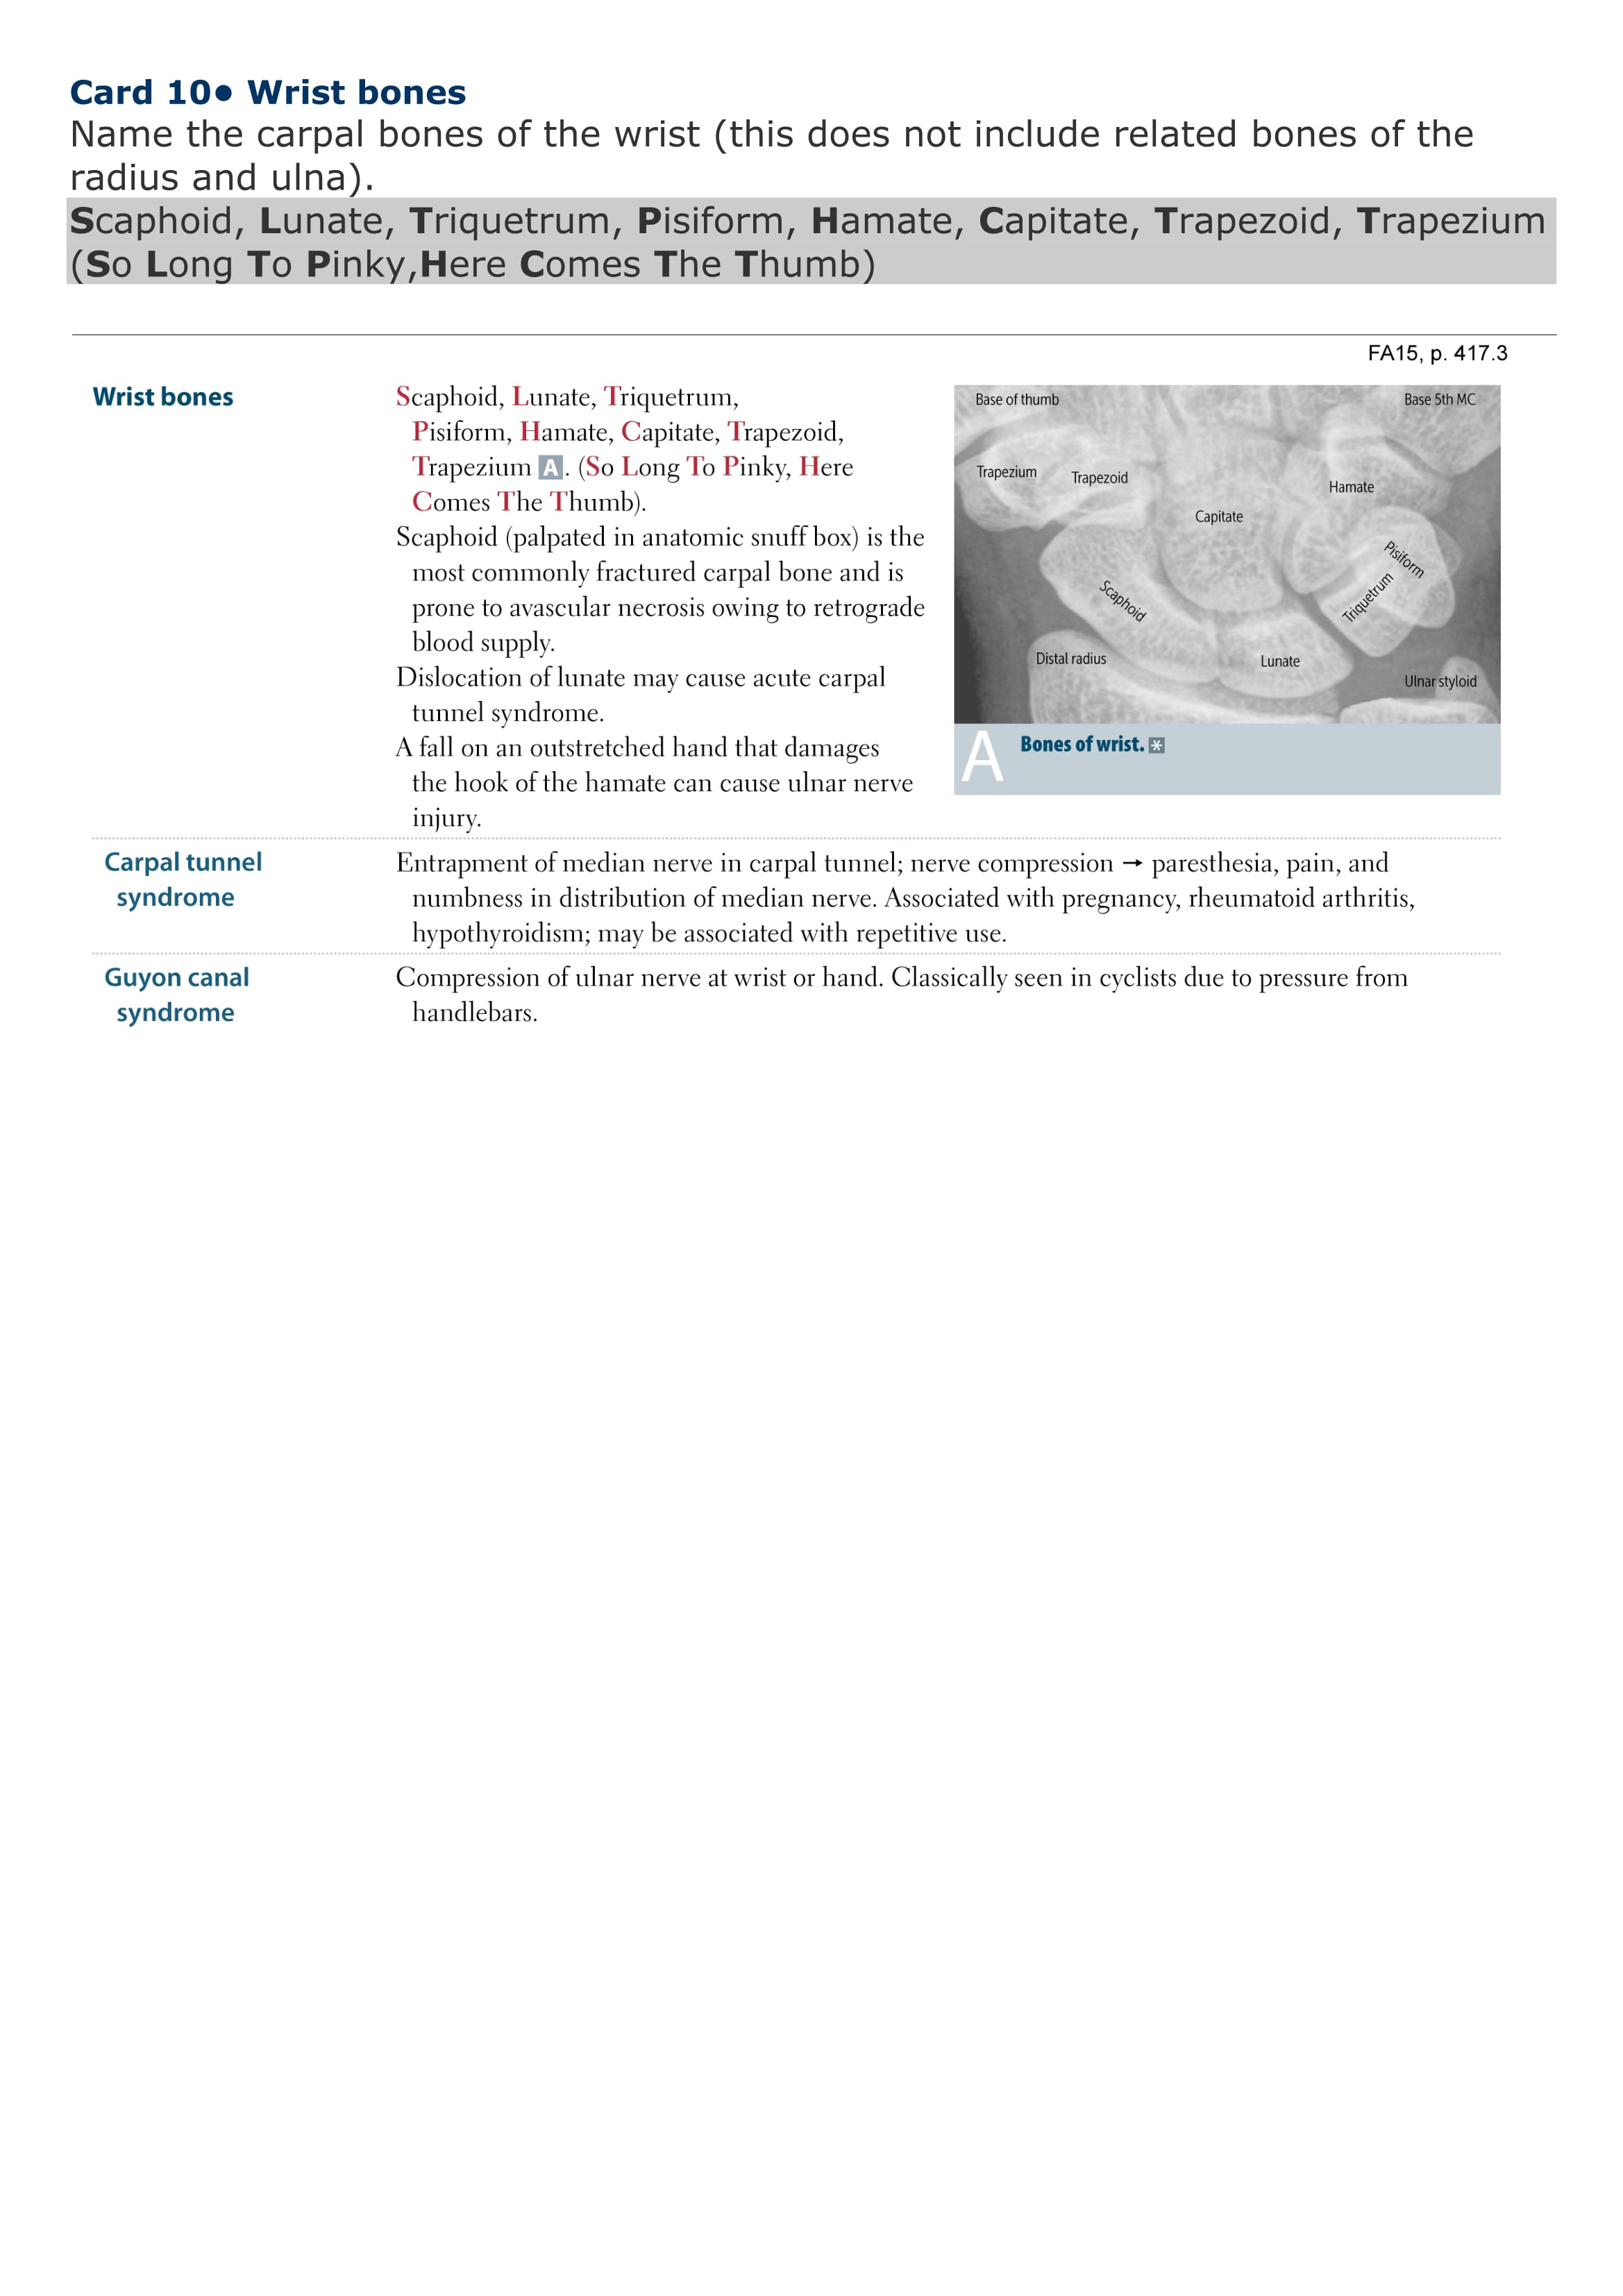 Card 10● Wrist bones
Name the carpal bones of the wrist (this does not include related bones of the
radius and ulna).
Scaphoid, Lunate, Triquetrum, Pisiform, Hamate, Capitate, Trapezoid, Trapezium
(So Long To Pinky,Here Comes The Thumb)
FA15, p. 417.3
Wrist bones
Scaphoid, Lunate, Triquetrum,
Pisiform, Hamate, Capitate, Trapezoid,
Trapezium A. (So Long To Pinky, Here
Comes The Thumb).
Scaphoid (palpated in anatomic snuff box) is the
most commonly fractured carpal bone and is
prone to avascular necrosis owing to retrograde
blood supply.
Dislocation of lunate may cause acute carpal
tunnel syndrome.
A fall on an outstretched hand that damages
the hook of the hamate can cause ulnar nerve
injury.
Base of thumb
Base 5th MC
Trapezium
Trapezoid
Hamate
Capitate
Pisiform
Triquetrum
Scaphoid
Distal radius
Lunate
Ulnar styloid
A Bones of wrist. *
Carpal tunnel
syndrome
Entrapment of median nerve in carpal tunnel; nerve compression → paresthesia, pain, and
numbness in distribution of median nerve. Associated with pregnancy, rheumatoid arthritis,
hypothyroidism; may be associated with repetitive use.
Guyon canal
syndrome
Compression of ulnar nerve at wrist or hand. Classically seen in cyclists due to pressure from
handlebars.